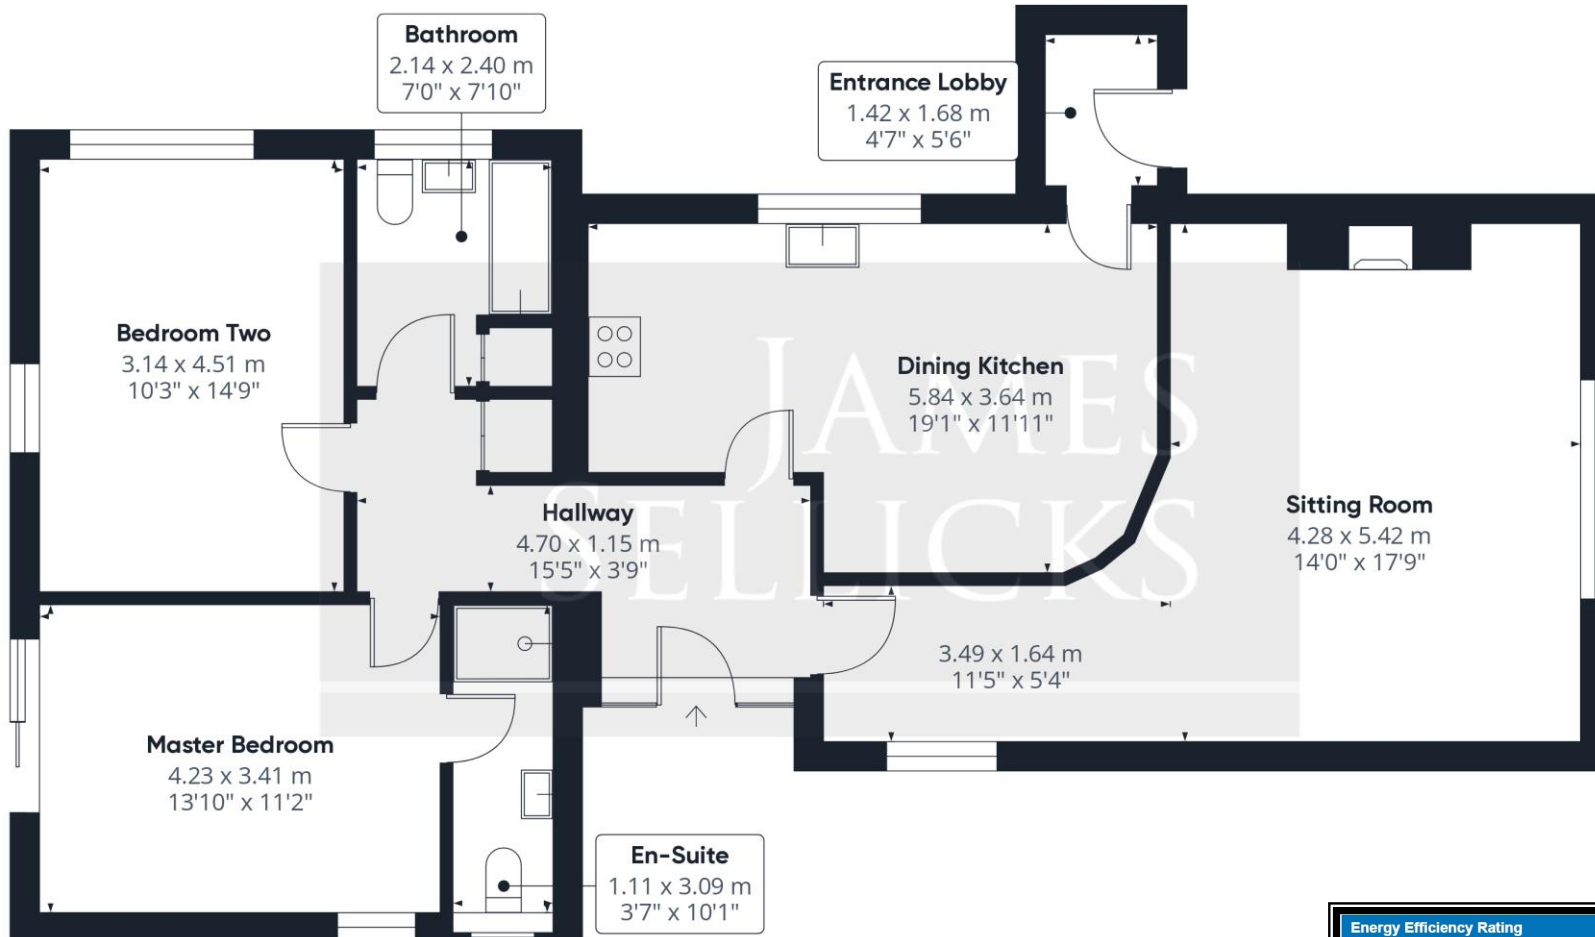 Bathroom
2.14 x 2.40 m
7'0" x 7'10"
Entrance Lobby
1.42 x 1.68 m
4'7" x 5'6"
Bedroom Two
3.14 x 4.51 m
10'3" x 14'9"
Dining Kitchen
5.84 x 3.64 m
19'1" x 11'11"
JAMES
SELLICKS
Hallway
4.70 x 1.15 m
15'5" x 3'9"
Sitting Room
4.28 x 5.42 m
14'0" x 17'9"
3.49 x 1.64 m
11'5" x 5'4"
Master Bedroom
4.23 x 3.41 m
13'10" x 11'2"
En-Suite
1.11 x 3.09 m
3'7" x 10'1"
Energy Efficiency Rating